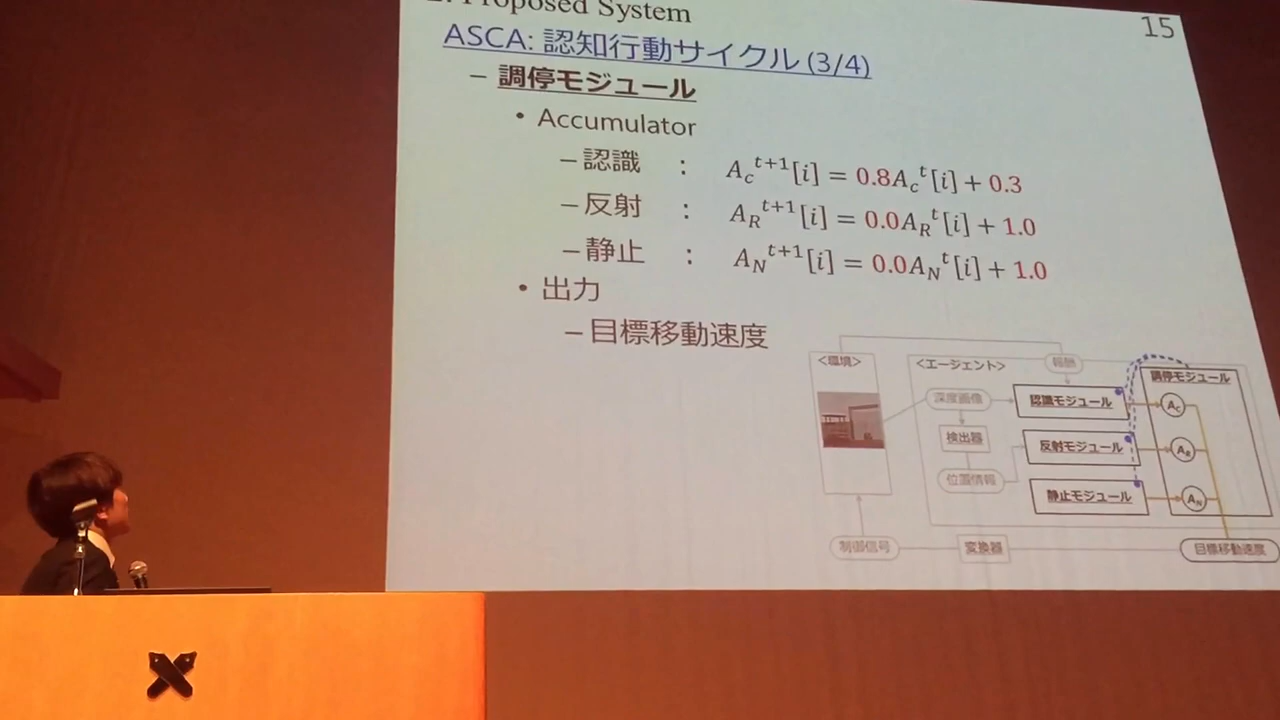 Proposed System
15
ASCA: 認知行動サイクル (3/4)
– 調停モジュール
• Accumulator
– 認識 : A_c^{t+1}[i] = 0.8A_c^t[i] + 0.3
– 反射 : A_R^{t+1}[i] = 0.0A_R^t[i] + 1.0
– 静止 : A_N^{t+1}[i] = 0.0A_N^t[i] + 1.0
• 出力
– 目標移動速度
<環境>
<エージェント>
報酬
調停モジュール
深度画像
認識モジュール
A_C
検出器
反射モジュール
A_R
位置情報
静止モジュール
A_N
制御信号
変換器
目標移動速度